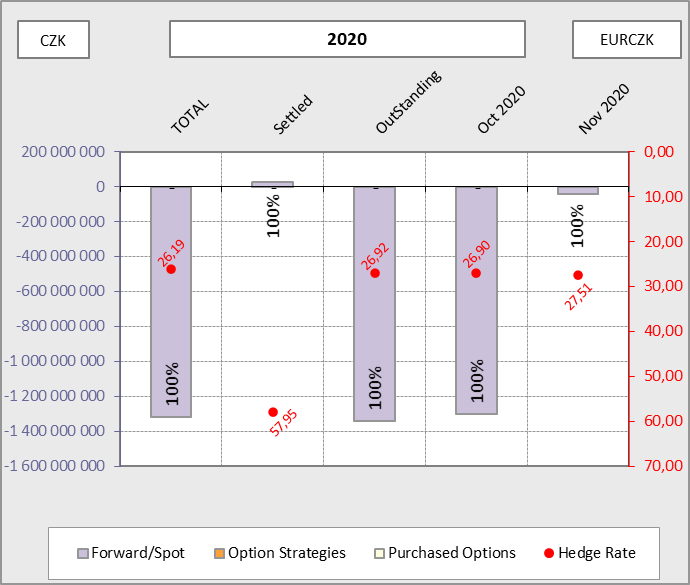 CZK 2020 EURCZK
TOTAL Settled OutStanding Oct 2020 Nov 2020
200 000 000 0,00
0 10,00
-200 000 000 20,00
-400 000 000 30,00
-600 000 000 40,00
-800 000 000 50,00
-1 000 000 000 60,00
-1 200 000 000 70,00
-1 400 000 000
-1 600 000 000
100% 100% 100% 100% 100%
26,19 57,95 26,92 26,90 27,51
Forward/Spot Option Strategies Purchased Options Hedge Rate